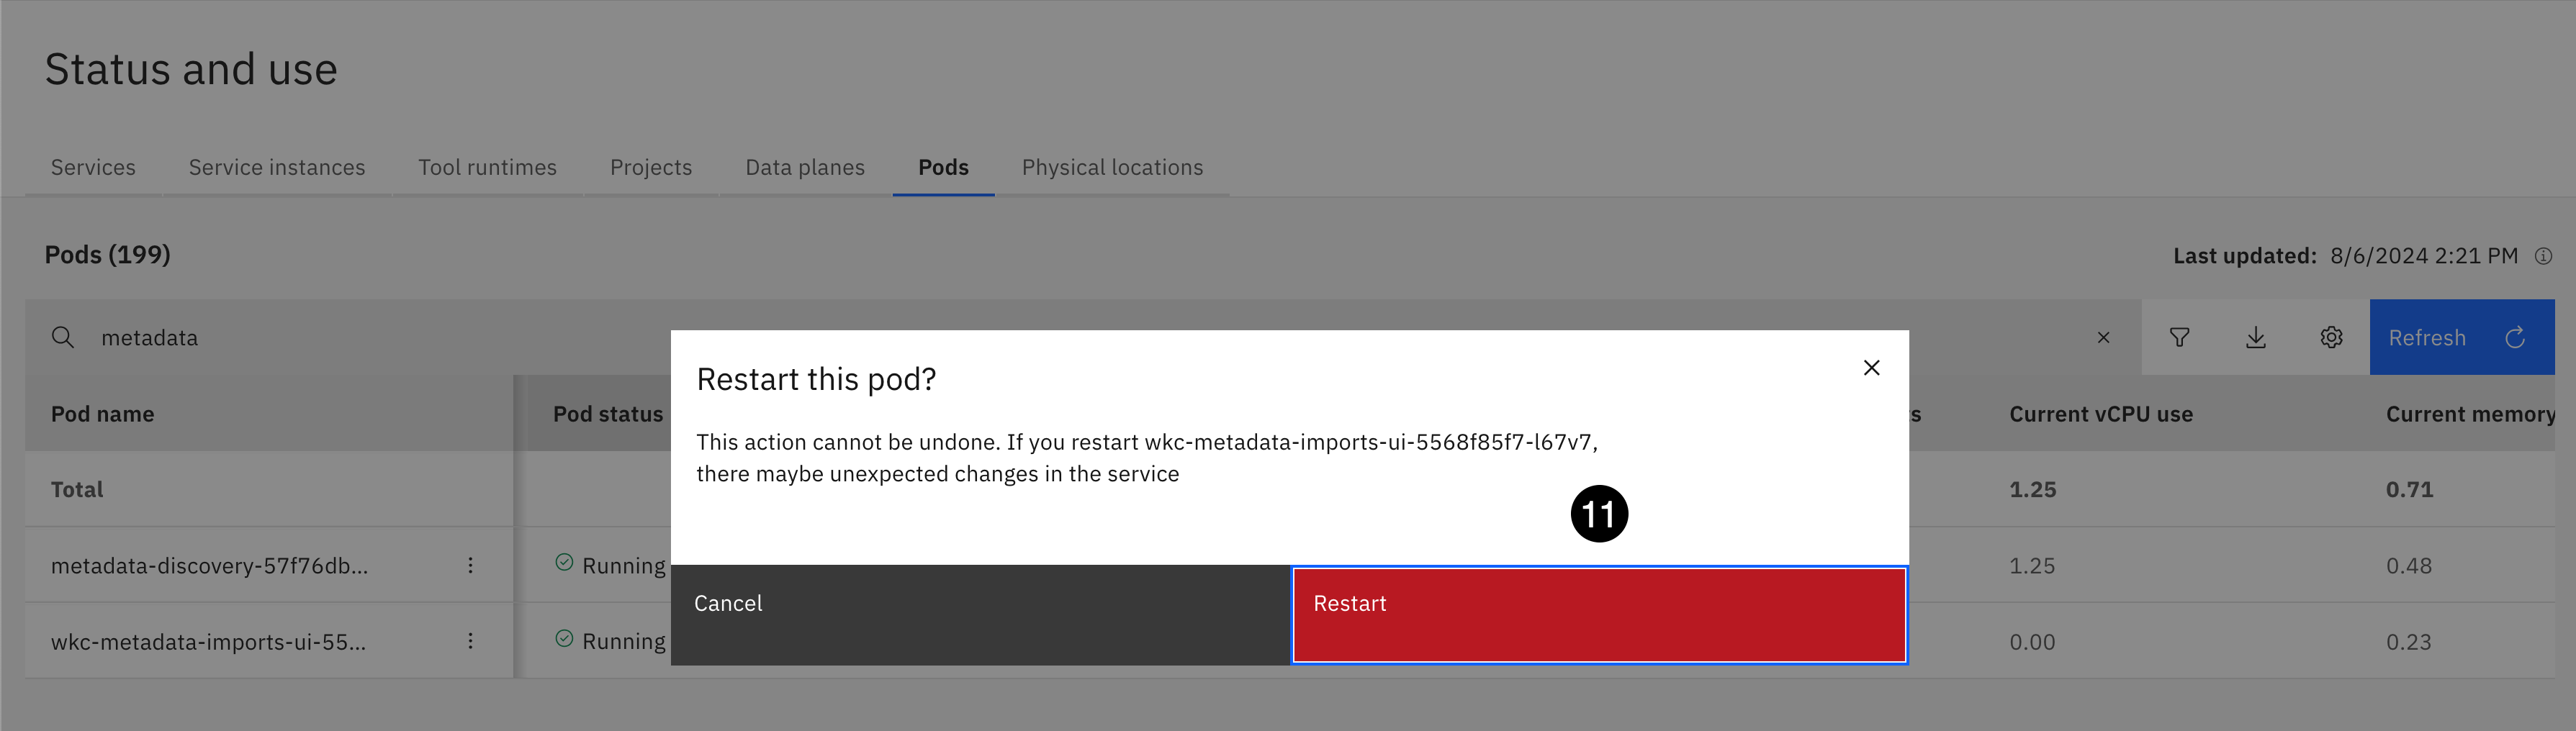 Status and use
Services Service instances Tool runtimes Projects Data planes Pods Physical locations
Pods (199)
Last updated: 8/6/2024 2:21 PM
metadata
Refresh
Restart this pod?
This action cannot be undone. If you restart wkc-metadata-imports-ui-5568f85f7-l67v7,
there maybe unexpected changes in the service
11
Cancel Restart
Pod name Pod status s Current vCPU use Current memory
Total 1.25 0.71
metadata-discovery-57f76db... Running 1.25 0.48
wkc-metadata-imports-ui-55... Running 0.00 0.23